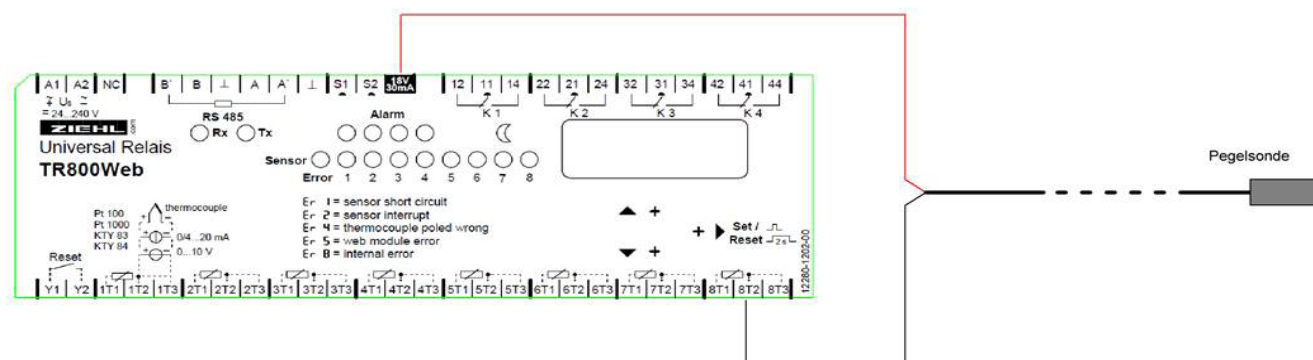 A1 A2 NC B' B ⊥ A A' ⊥ S1 S2 18V 30mA 12 11 14 22 21 24 32 31 34 42 41 44
Us
= 24...240 V
K 1 K 2 K 3 K 4
RS 485
Rx Tx
Alarm
ZIEHL .com
Universal Relais
TR800Web
Sensor
Error 1 2 3 4 5 6 7 8
Er 1 = sensor short circuit
Er 2 = sensor interrupt
Er 4 = thermocouple poled wrong
Er 5 = web module error
Er 8 = internal error
Pt 100
Pt 1000
KTY 83
KTY 84
thermocouple
0/4...20 mA
0...10 V
Reset
▲ +
▼ +
+ ▶ Set /
Reset 2s
Y1 Y2 1T1 1T2 1T3 2T1 2T2 2T3 3T1 3T2 3T3 4T1 4T2 4T3 5T1 5T2 5T3 6T1 6T2 6T3 7T1 7T2 7T3 8T1 8T2 8T3
12280-1202-00
Pegelsonde